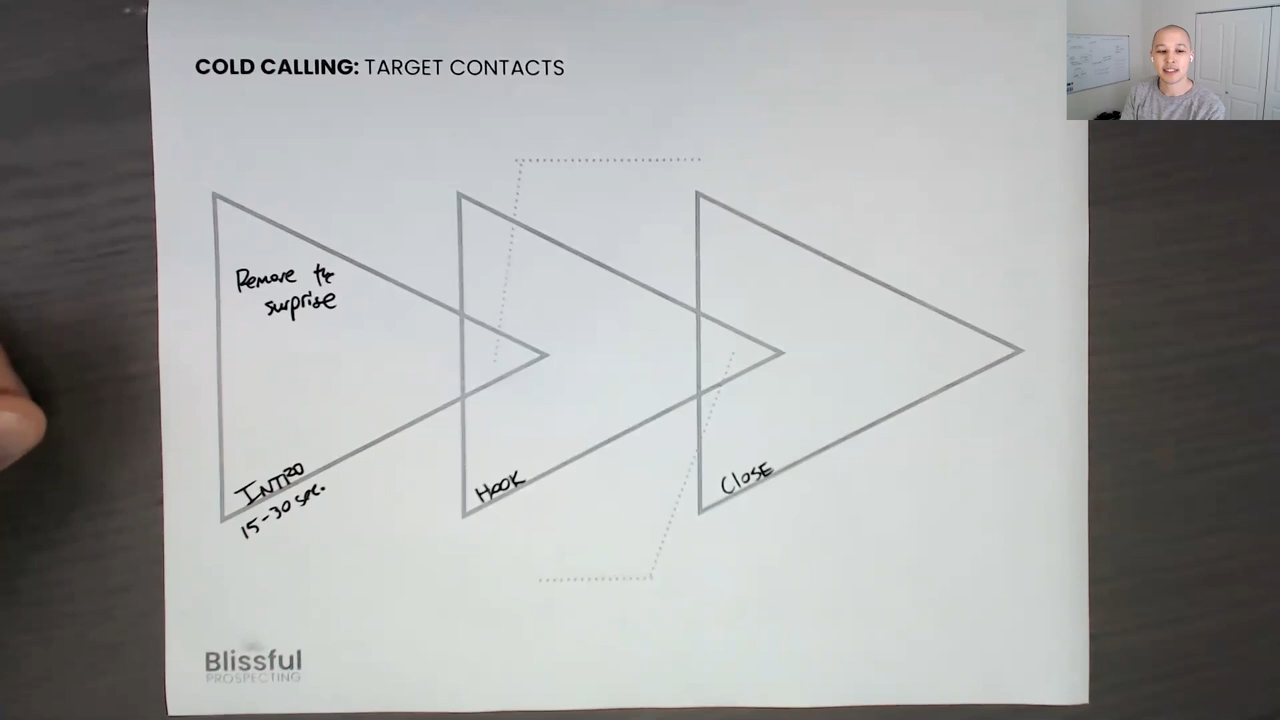 COLD CALLING: TARGET CONTACTS
Remove the
surprise
INTRO
15-30 sec.
HOOK
CLOSE
Blissful
PROSPECTING